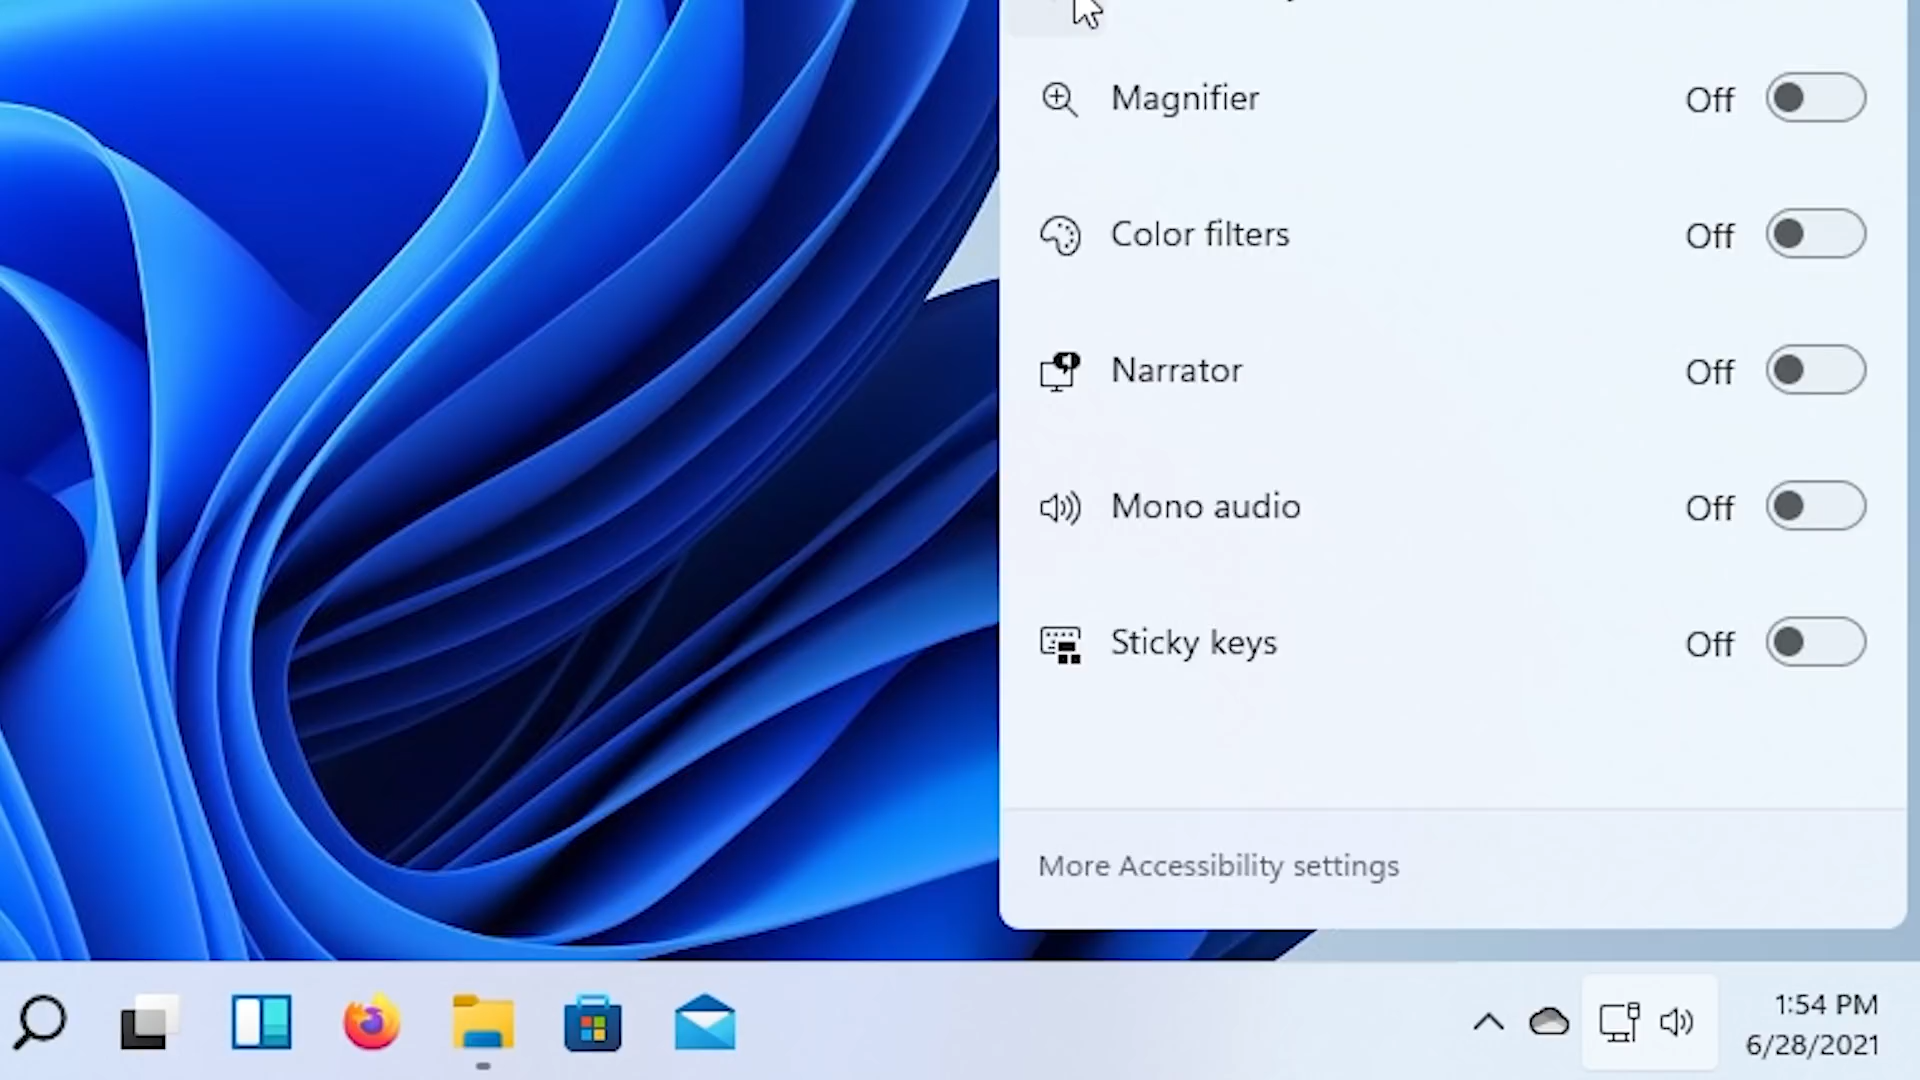 Magnifier
Off
Color filters
Off
Narrator
Off
Mono audio
Off
Sticky keys
Off
More Accessibility settings
1:54 PM
6/28/2021